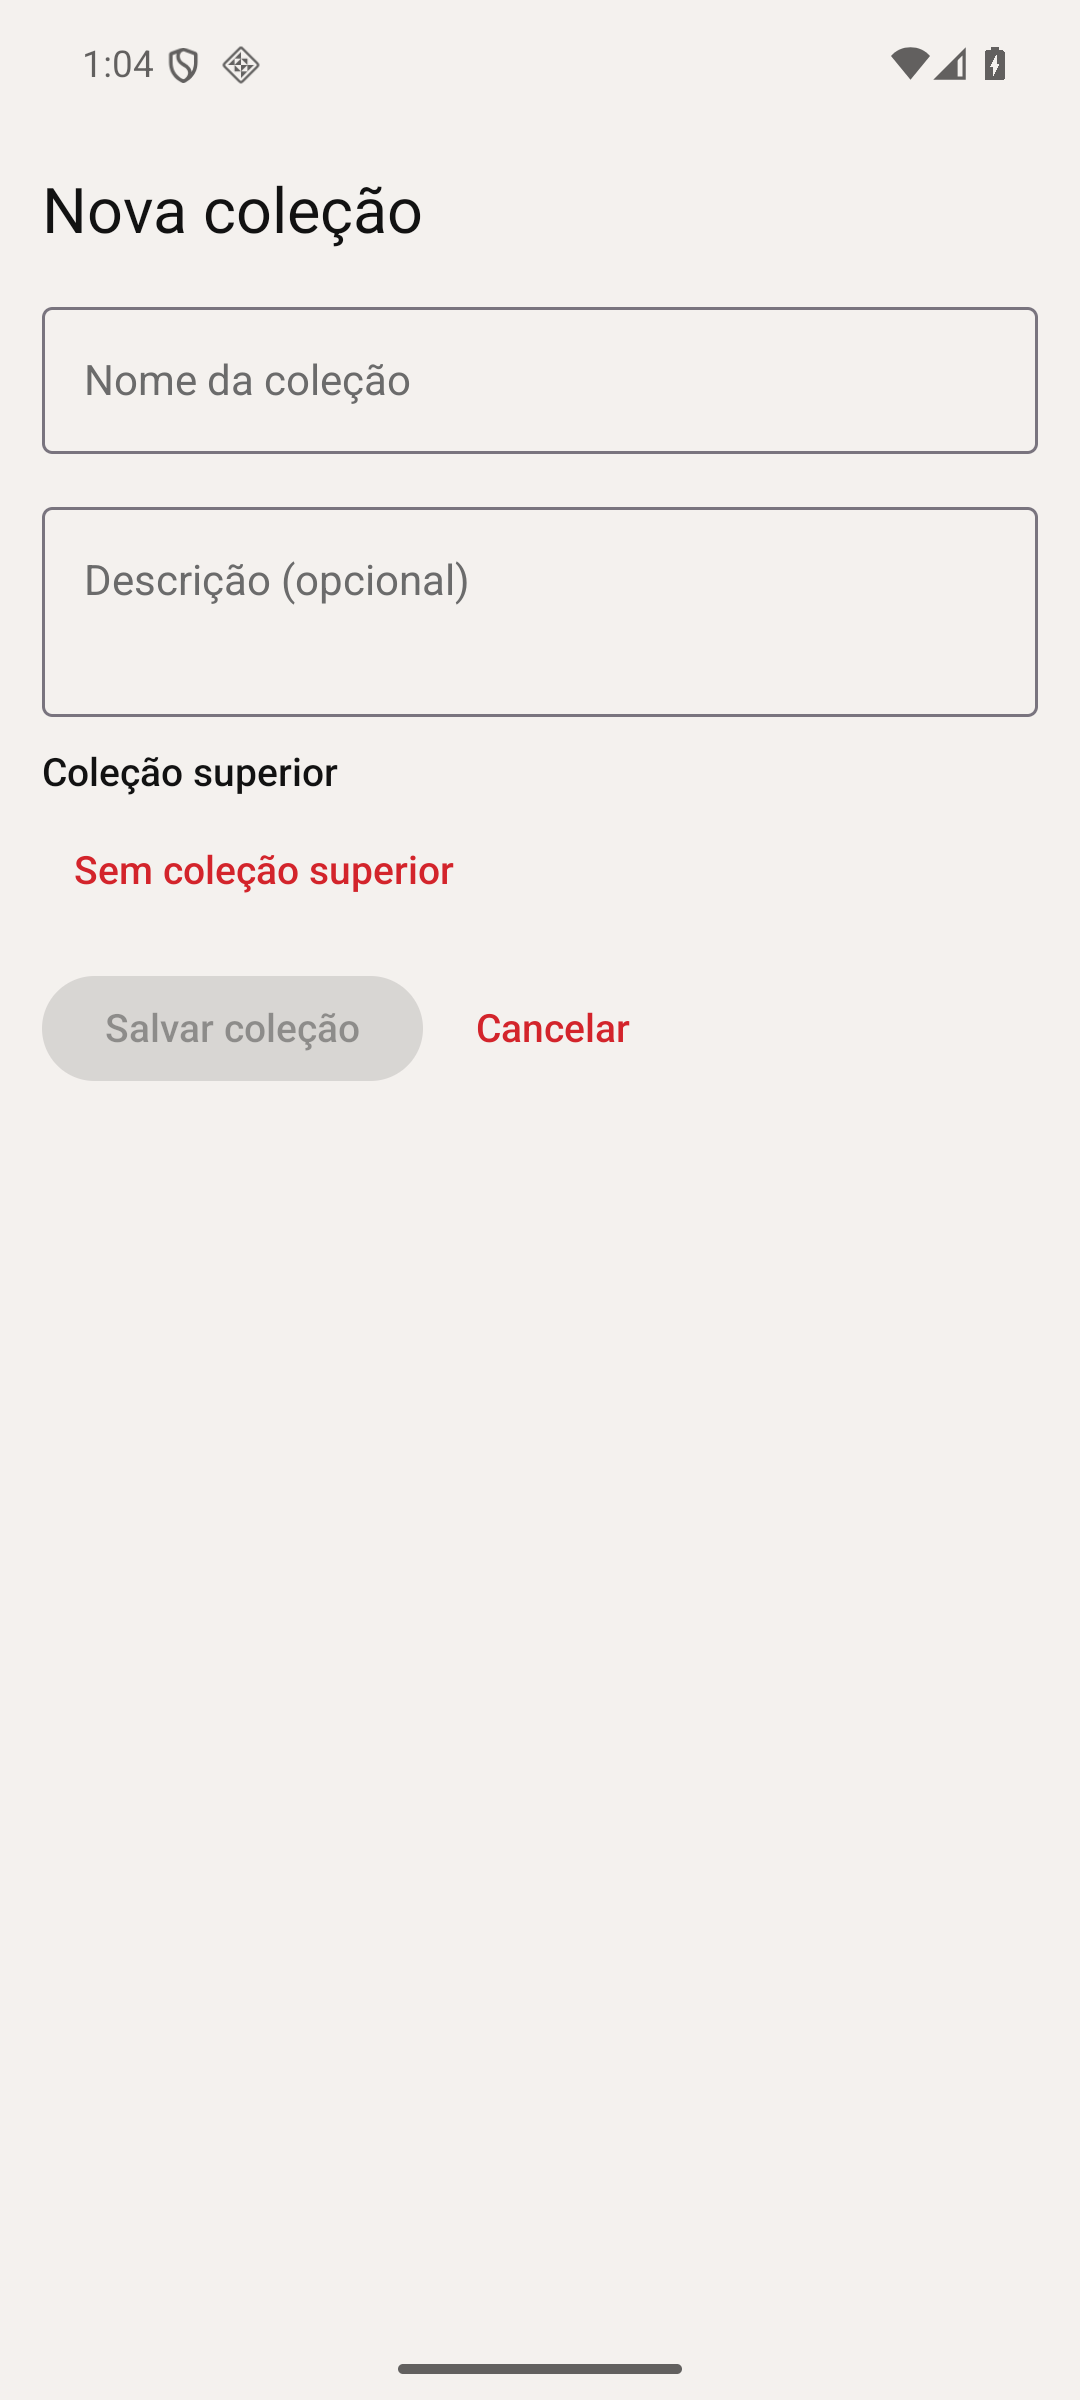 1:04
Nova coleção
Nome da coleção
Descrição (opcional)
Coleção superior
Sem coleção superior
Salvar coleção
Cancelar